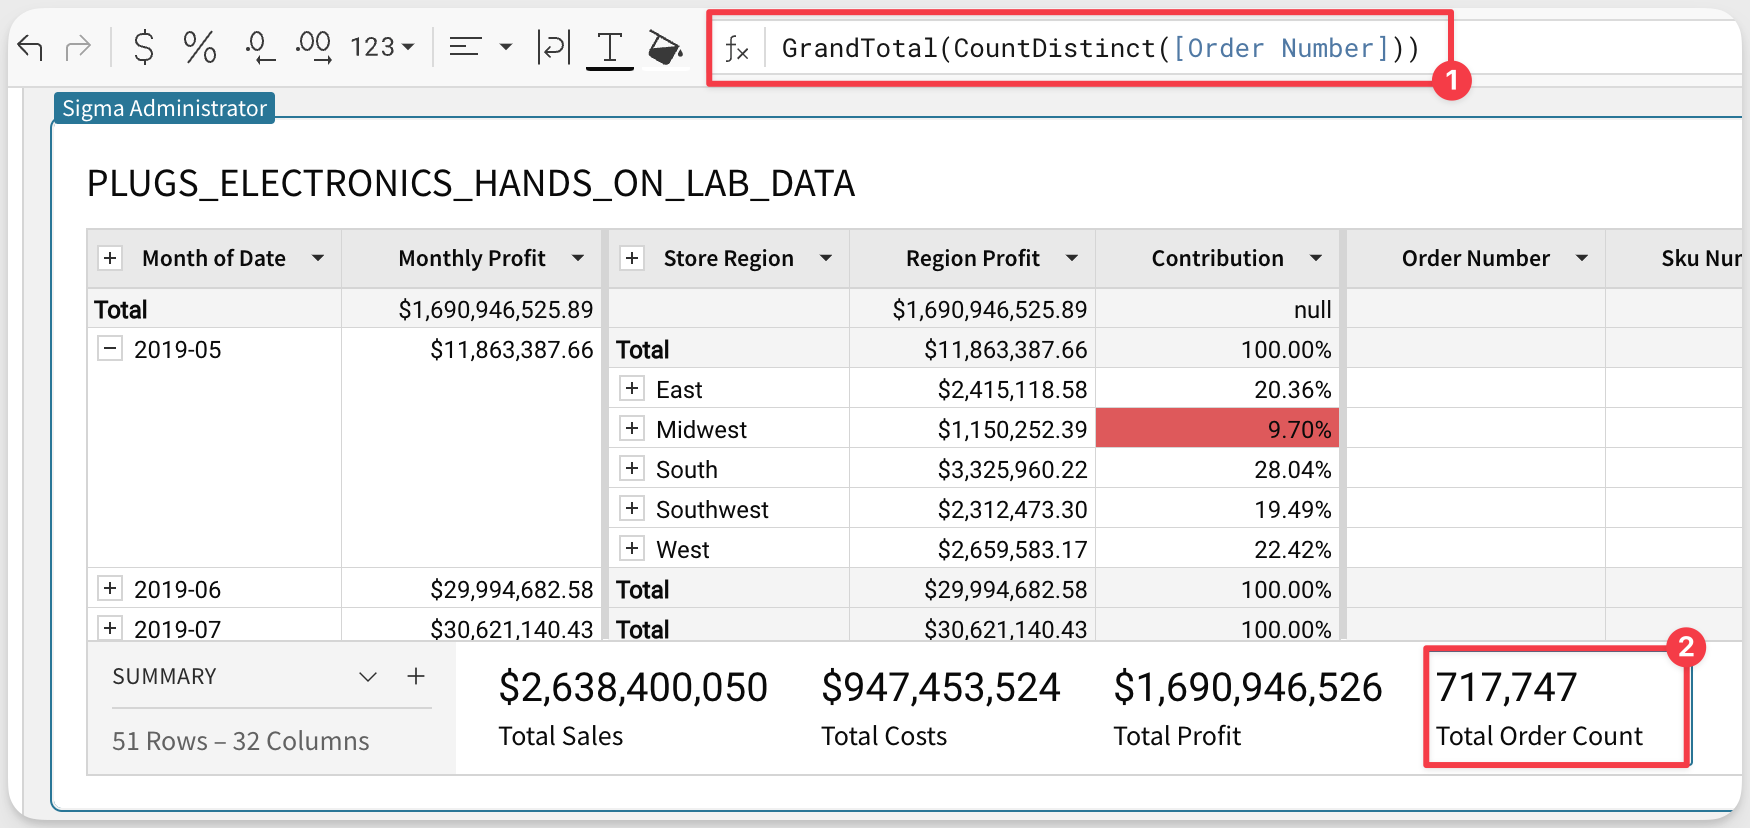 $ % .0 .00 123 GrandTotal(CountDistinct([Order Number]))
1
Sigma Administrator
PLUGS_ELECTRONICS_HANDS_ON_LAB_DATA
Month of Date Monthly Profit Store Region Region Profit Contribution Order Number Sku Nur
Total $1,690,946,525.89 $1,690,946,525.89 null
2019-05 $11,863,387.66 Total $11,863,387.66 100.00%
East $2,415,118.58 20.36%
Midwest $1,150,252.39 9.70%
South $3,325,960.22 28.04%
Southwest $2,312,473.30 19.49%
West $2,659,583.17 22.42%
2019-06 $29,994,682.58 Total $29,994,682.58 100.00%
2019-07 $30,621,140.43 Total $30,621,140.43 100.00%
2
SUMMARY $2,638,400,050 $947,453,524 $1,690,946,526 717,747
51 Rows – 32 Columns Total Sales Total Costs Total Profit Total Order Count